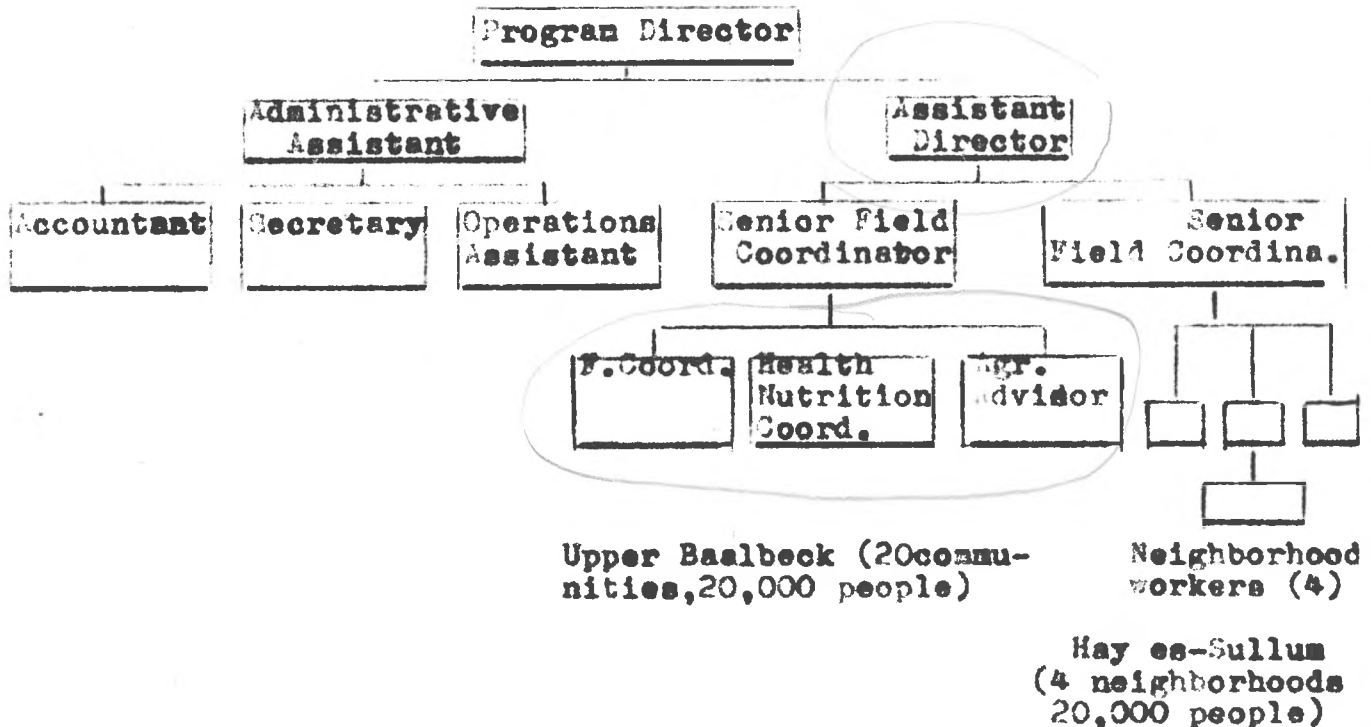 Program Director
Administrative
Assistant
Assistant
Director
Accountant
Secretary
Operations
Assistant
Senior Field
Coordinator
Senior
Field Coordina.
F.Coord.
Health
Nutrition
Coord.
Agr.
Advisor
Upper Baalbeck (20commu-
nities,20,000 people)
Neighborhood
workers (4)
Hay es-Sullum
(4 neighborhoods
20,000 people)